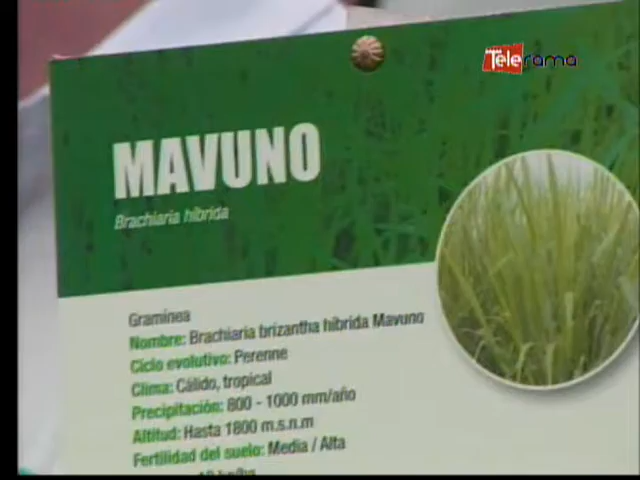 Telerama
MAVUNO
Brachiaria híbrida
Graminea
Nombre: Brachiaria brizantha híbrida Mavuno
Ciclo evolutivo: Perenne
Clima: Cálido, tropical
Precipitación: 800 - 1000 mm/año
Altitud: Hasta 1800 m.s.n.m
Fertilidad del suelo: Media / Alta